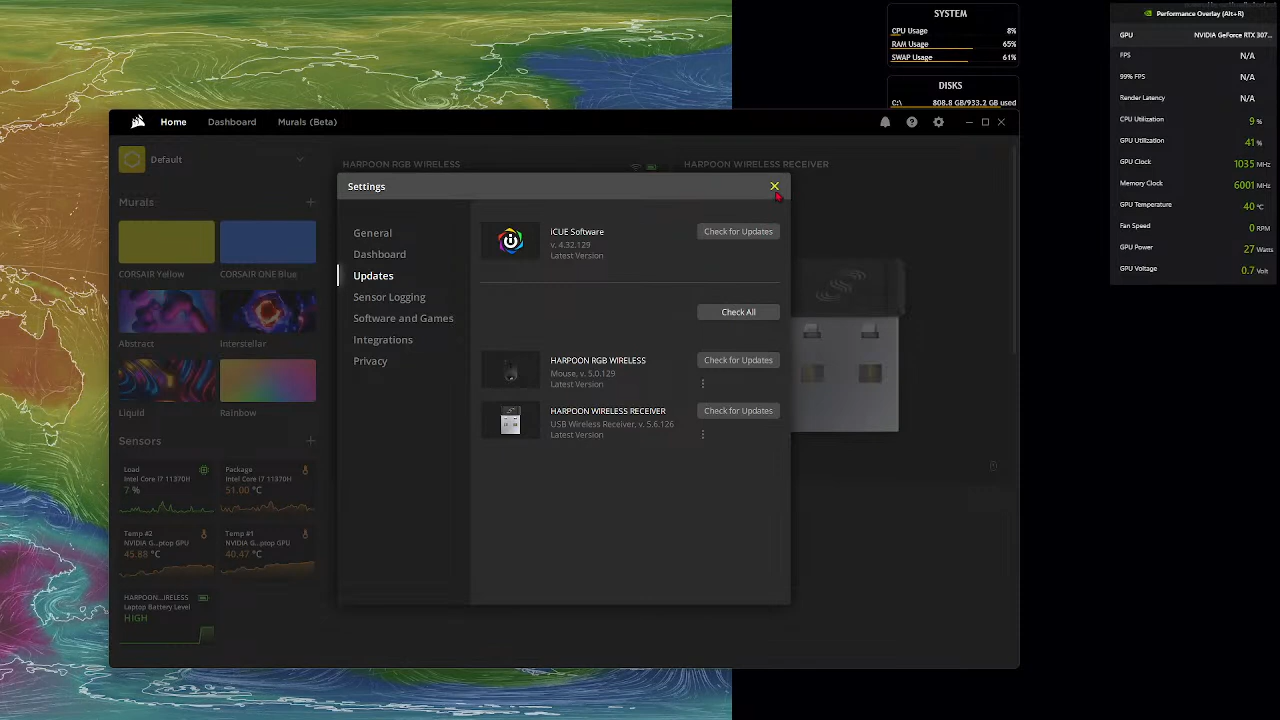 SYSTEM
CPU Usage 8%
RAM Usage 65%
SWAP Usage 61%
DISKS
C:\ 808.8 GB/933.2 GB used
Performance Overlay (Alt+R)
GPU NVIDIA GeForce RTX 307...
FPS N/A
99% FPS N/A
Render Latency N/A
CPU Utilization 9 %
GPU Utilization 41 %
GPU Clock 1035 MHz
Memory Clock 6001 MHz
GPU Temperature 40 °C
Fan Speed 0 RPM
GPU Power 27 Watts
GPU Voltage 0.7 Volt
Home Dashboard Murals (Beta)
Default
HARPOON RGB WIRELESS
HARPOON WIRELESS RECEIVER
Murals
CORSAIR Yellow
CORSAIR ONE Blue
Abstract
Interstellar
Liquid
Rainbow
Sensors
Load
Intel Core i7 11370H
7 %
Package
Intel Core i7 11370H
51.00 °C
Temp #2
NVIDIA G...ptop GPU
45.88 °C
Temp #1
NVIDIA G...ptop GPU
40.47 °C
HARPOON...IRELESS
Laptop Battery Level
HIGH
Settings
General
Dashboard
Updates
Sensor Logging
Software and Games
Integrations
Privacy
iCUE Software
v. 4.32.129
Latest Version
Check for Updates
Check All
HARPOON RGB WIRELESS
Mouse, v. 5.0.129
Latest Version
Check for Updates
HARPOON WIRELESS RECEIVER
USB Wireless Receiver, v. 5.6.126
Latest Version
Check for Updates